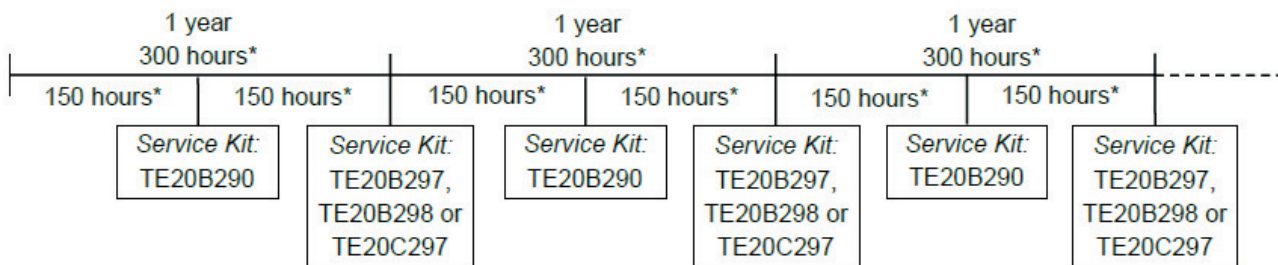 1 year 1 year 1 year
300 hours* 300 hours* 300 hours*
150 hours* 150 hours* 150 hours* 150 hours* 150 hours* 150 hours*
Service Kit:
TE20B290
Service Kit:
TE20B297,
TE20B298 or
TE20C297
Service Kit:
TE20B290
Service Kit:
TE20B297,
TE20B298 or
TE20C297
Service Kit:
TE20B290
Service Kit:
TE20B297,
TE20B298 or
TE20C297